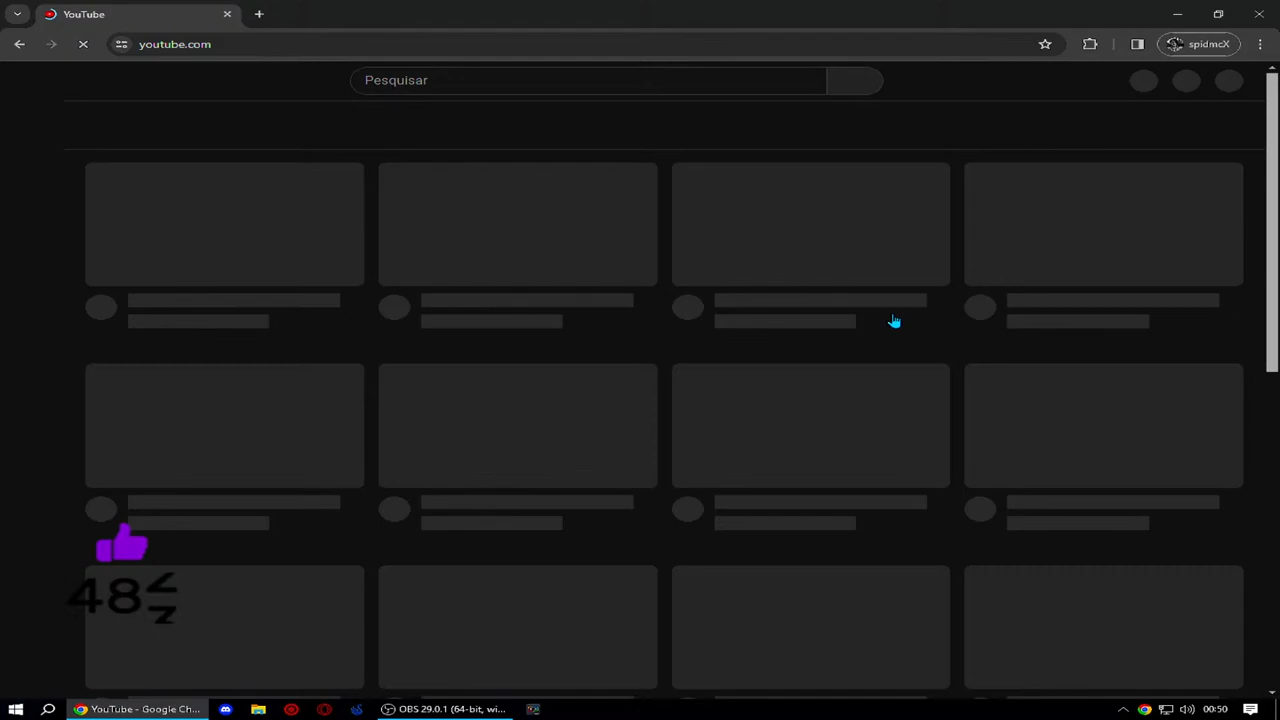 YouTube
youtube.com
spidmcX
Pesquisar
YouTube - Google Ch...
OBS 29.0.1 (64-bit, wi...
00:50